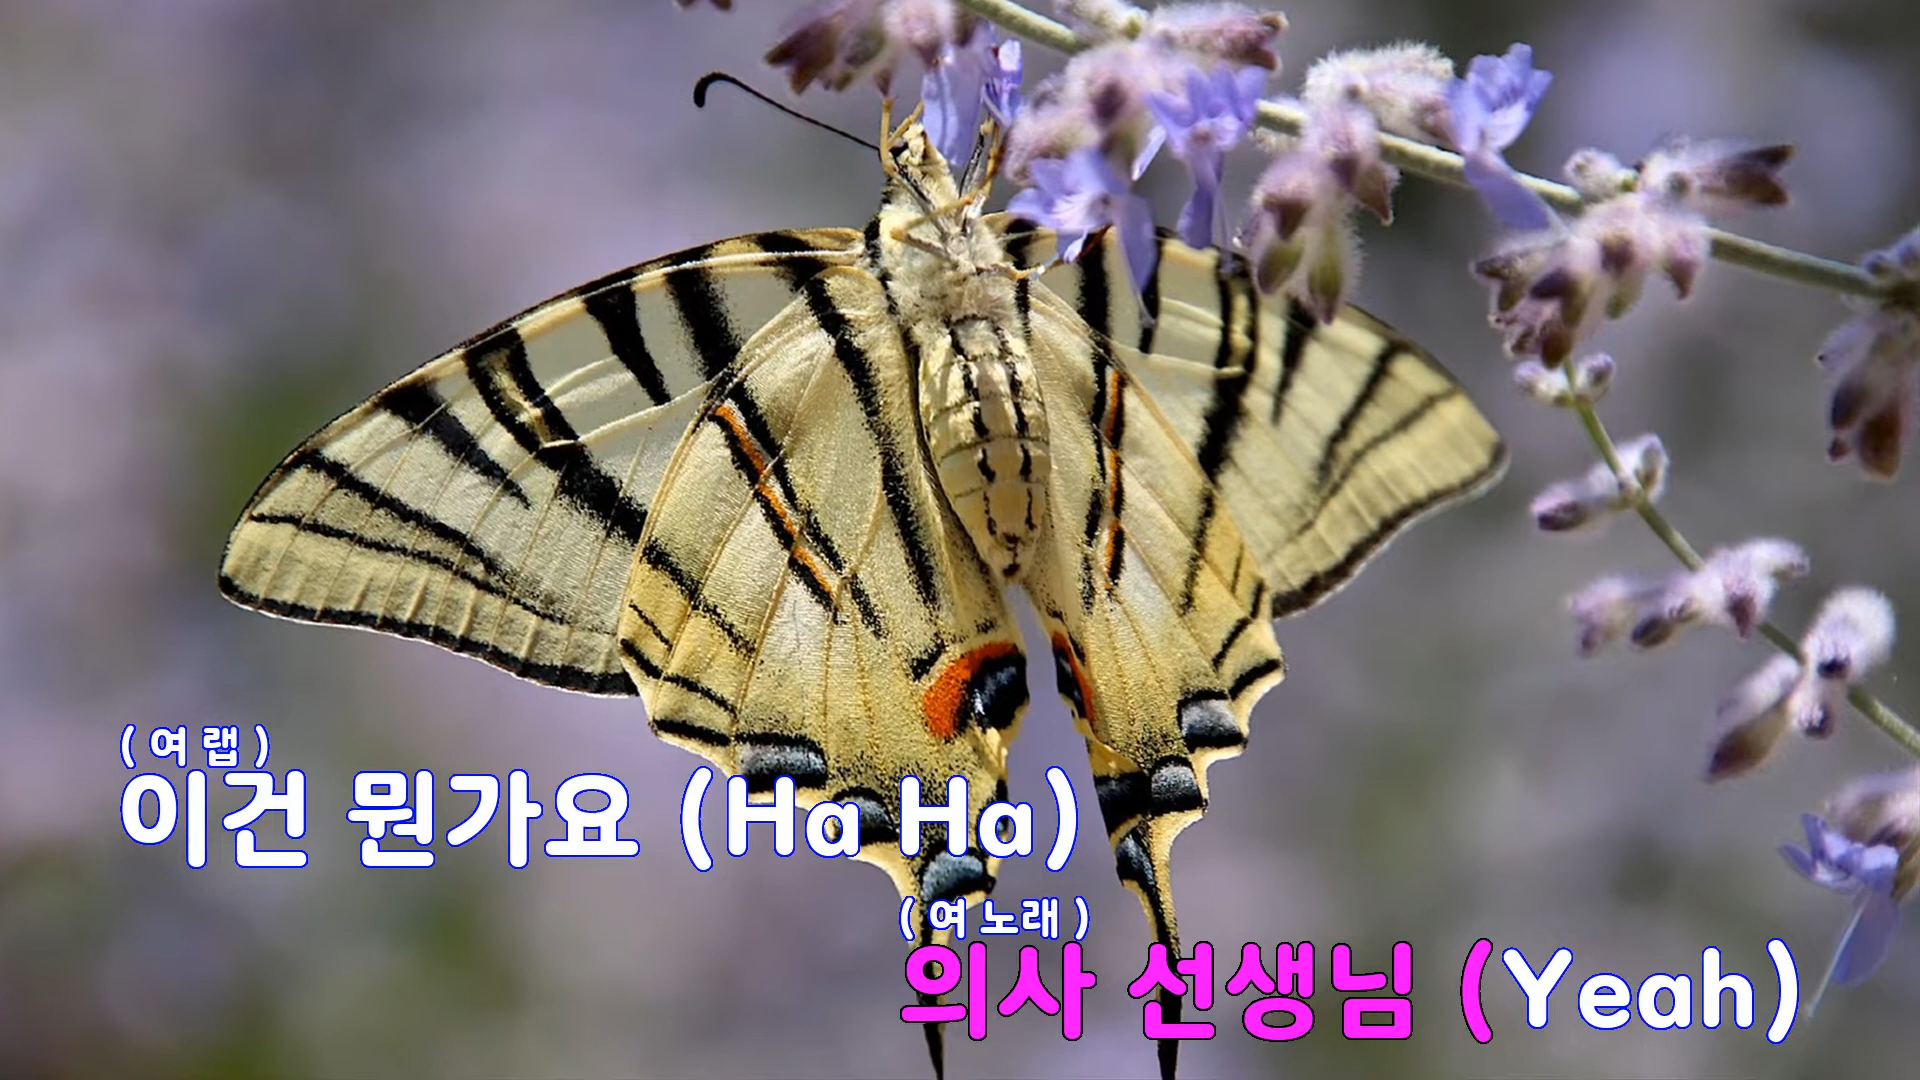 ( 여 랩 )
이건 뭔가요 (Ha Ha)
( 여 노래 )
의사 선생님 (Yeah)